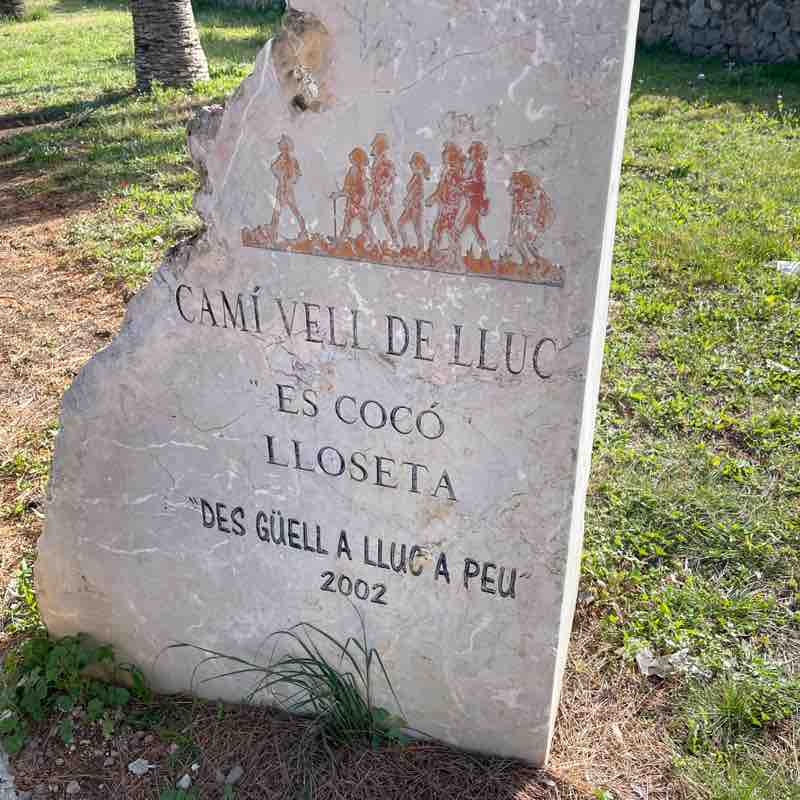 CAMÍ VELL DE LLUC
" ES COCÓ
LLOSETA
"DES GÜELL A LLUC A PEU"
2002